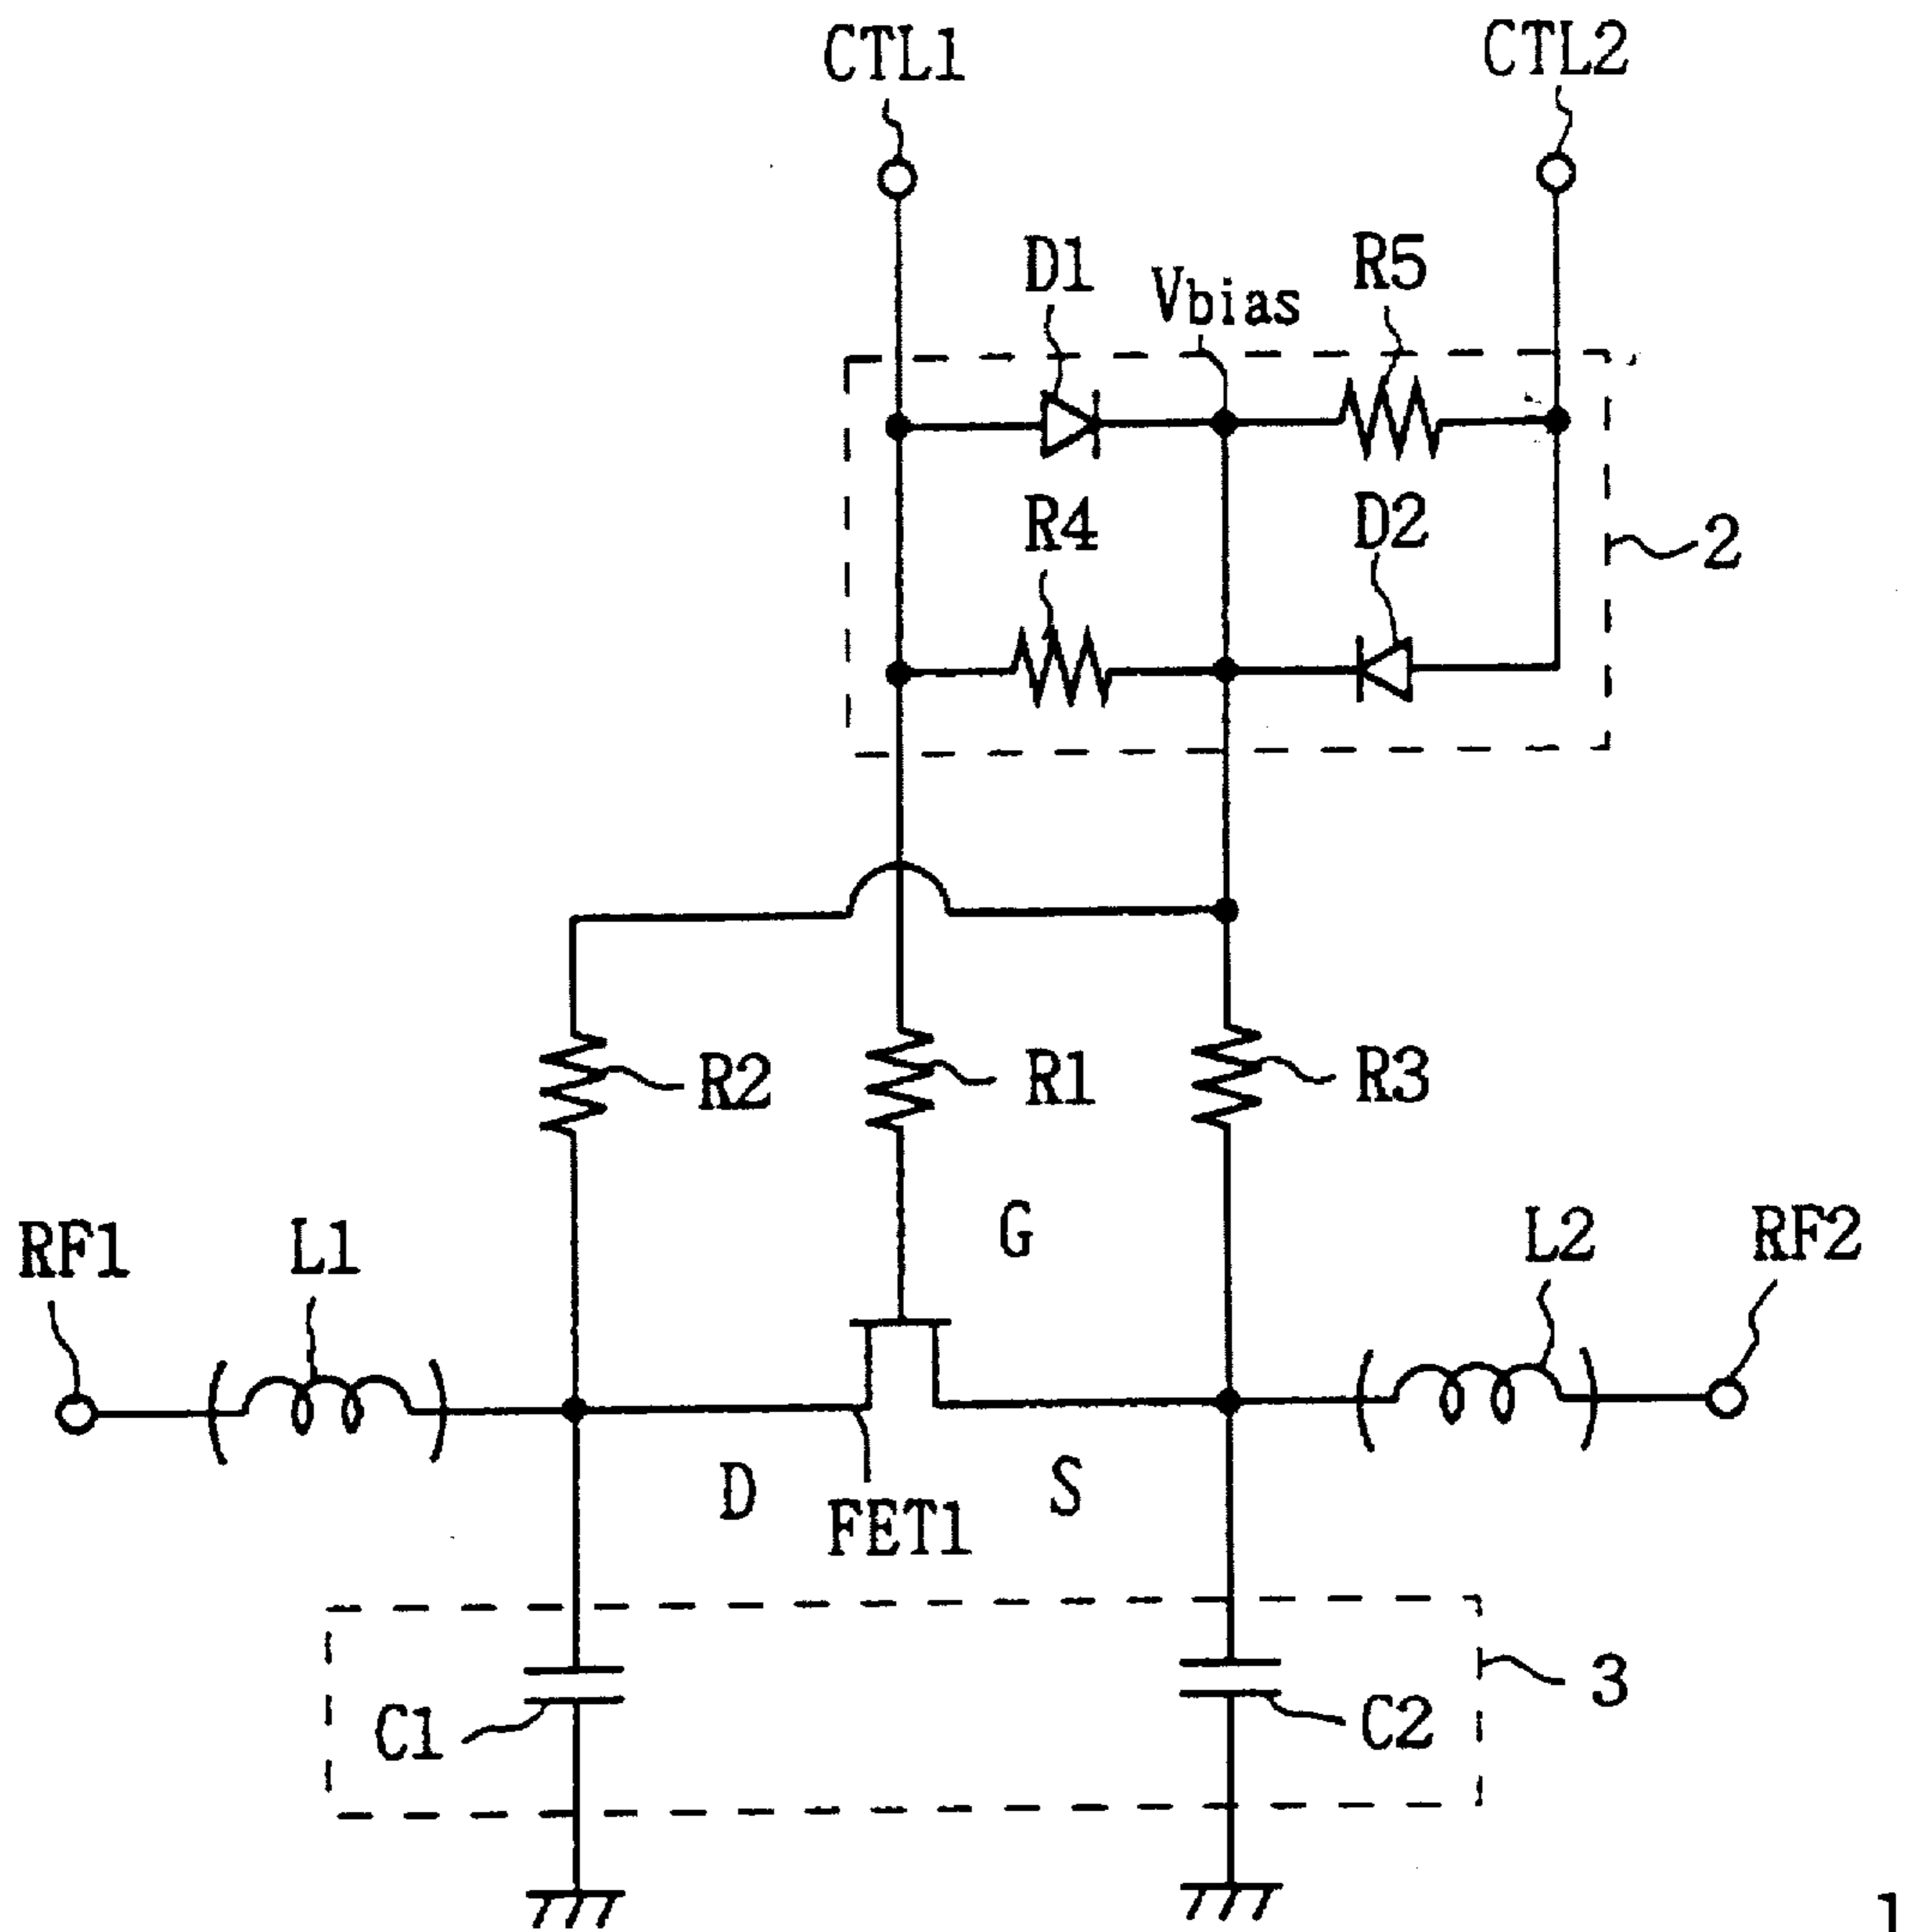 CTL1
CTL2
D1
Vbias
R5
R4
D2
2
R2
R1
R3
G
RF1
L1
L2
RF2
D
FET1
S
C1
C2
3
1